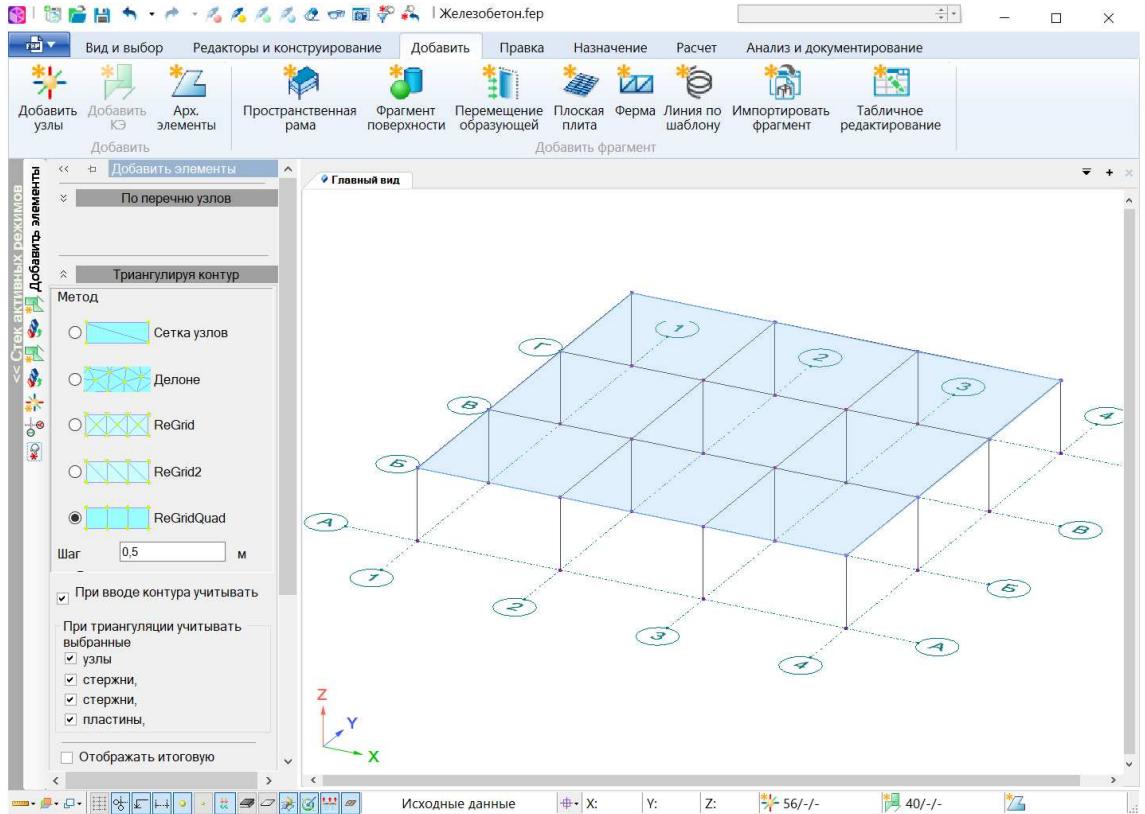 Железобетон.fep
FEP
Вид и выбор Редакторы и конструирование Добавить Правка Назначение Расчет Анализ и документирование
Добавить узлы
Добавить КЭ
Арх. элементы
Пространственная рама
Фрагмент поверхности
Перемещение образующей
Плоская плита
Ферма
Линия по шаблону
Импортировать фрагмент
Табличное редактирование
Добавить
Добавить фрагмент
<< Стек активных режимов
Добавить элементы
<< Добавить элементы
По перечню узлов
Триангулируя контур
Метод
Сетка узлов
Делоне
ReGrid
ReGrid2
ReGridQuad
Шаг 0,5 м
При вводе контура учитывать
При триангуляции учитывать
выбранные
узлы
стержни,
стержни,
пластины,
Отображать итоговую
Главный вид
1
2
3
Г
В
Б
А
4
В
Б
А
1
2
3
4
Z
Y
X
Исходные данные X: Y: Z: 56/-/- 40/-/-